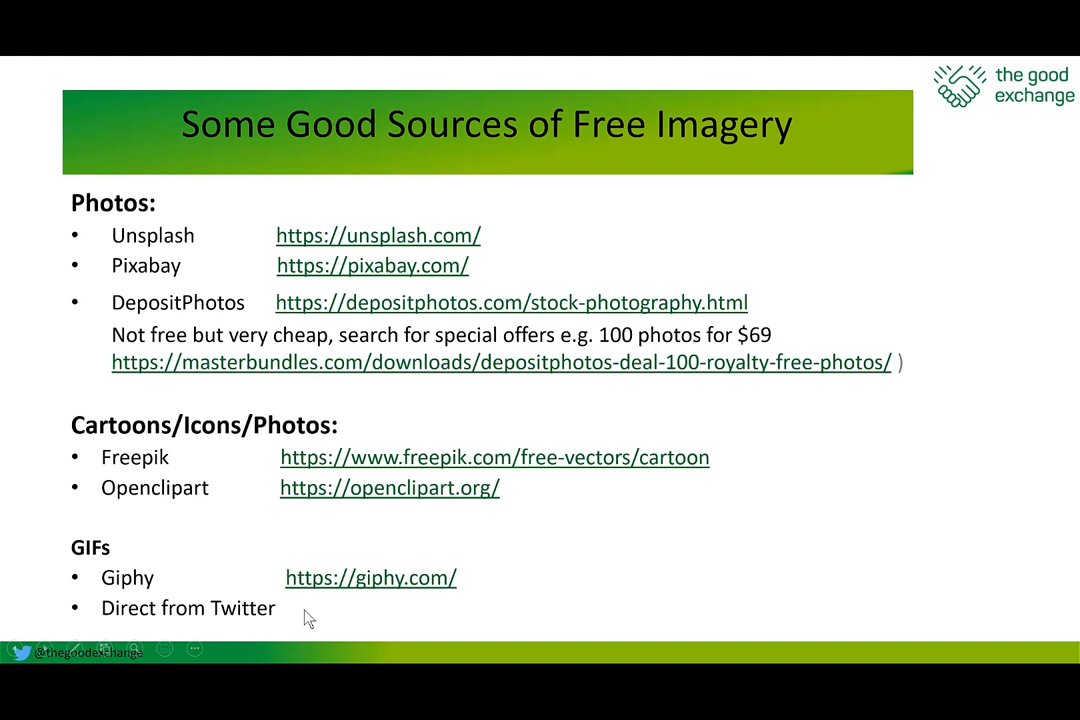 the good
exchange
Some Good Sources of Free Imagery
Photos:
• Unsplash https://unsplash.com/
• Pixabay https://pixabay.com/
• DepositPhotos https://depositphotos.com/stock-photography.html
Not free but very cheap, search for special offers e.g. 100 photos for $69
https://masterbundles.com/downloads/depositphotos-deal-100-royalty-free-photos/ )
Cartoons/Icons/Photos:
• Freepik https://www.freepik.com/free-vectors/cartoon
• Openclipart https://openclipart.org/
GIFs
• Giphy https://giphy.com/
• Direct from Twitter
@thegoodexchange